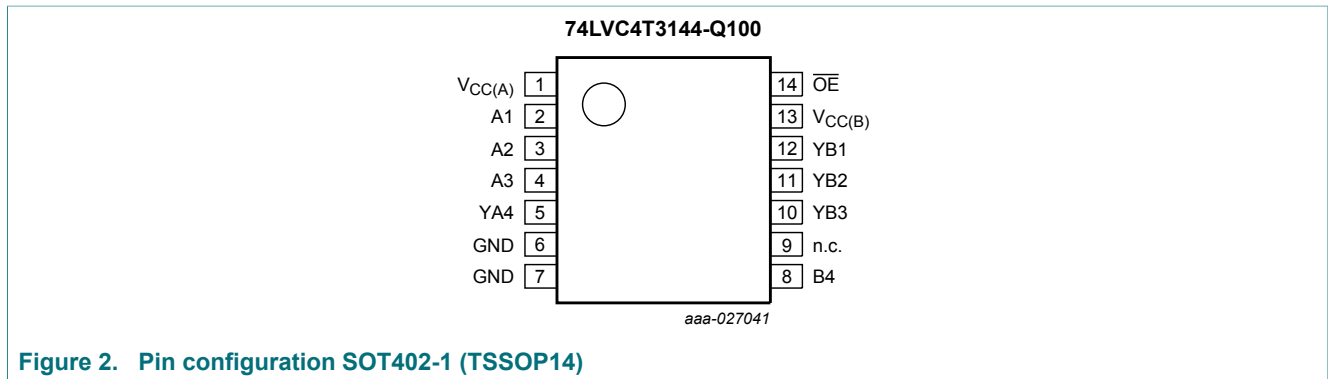 74LVC4T3144-Q100
VCC(A) 1 14 OE
A1 2 13 VCC(B)
A2 3 12 YB1
A3 4 11 YB2
YA4 5 10 YB3
GND 6 9 n.c.
GND 7 8 B4
aaa-027041
Figure 2. Pin configuration SOT402-1 (TSSOP14)